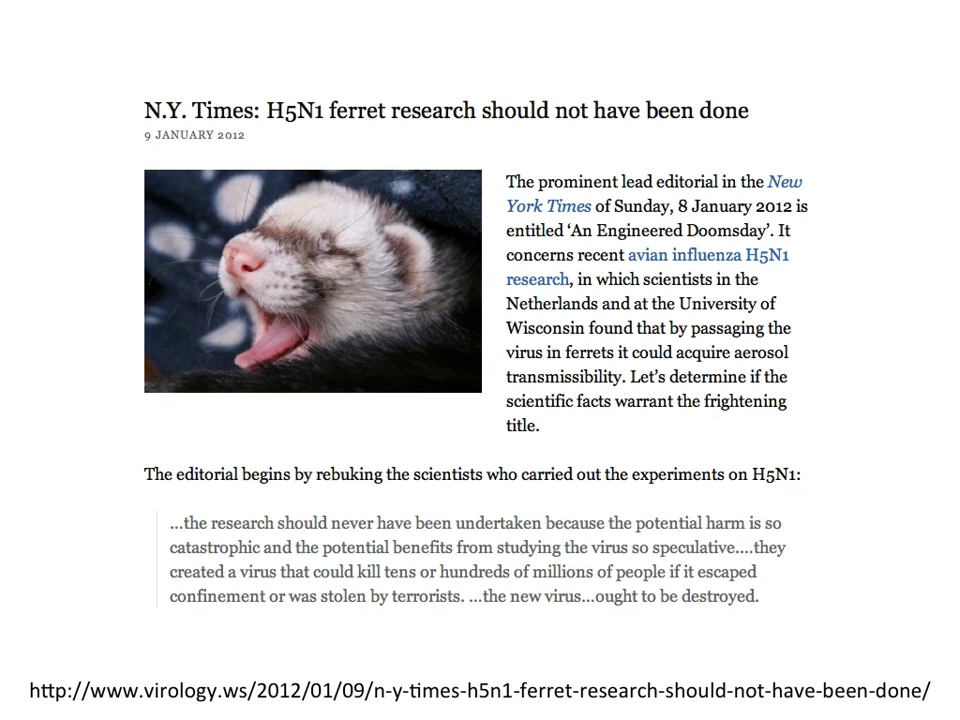 N.Y. Times: H5N1 ferret research should not have been done
9 JANUARY 2012
The prominent lead editorial in the New
York Times of Sunday, 8 January 2012 is
entitled ‘An Engineered Doomsday’. It
concerns recent avian influenza H5N1
research, in which scientists in the
Netherlands and at the University of
Wisconsin found that by passaging the
virus in ferrets it could acquire aerosol
transmissibility. Let’s determine if the
scientific facts warrant the frightening
title.
The editorial begins by rebuking the scientists who carried out the experiments on H5N1:
…the research should never have been undertaken because the potential harm is so
catastrophic and the potential benefits from studying the virus so speculative….they
created a virus that could kill tens or hundreds of millions of people if it escaped
confinement or was stolen by terrorists. …the new virus…ought to be destroyed.
http://www.virology.ws/2012/01/09/n-y-times-h5n1-ferret-research-should-not-have-been-done/